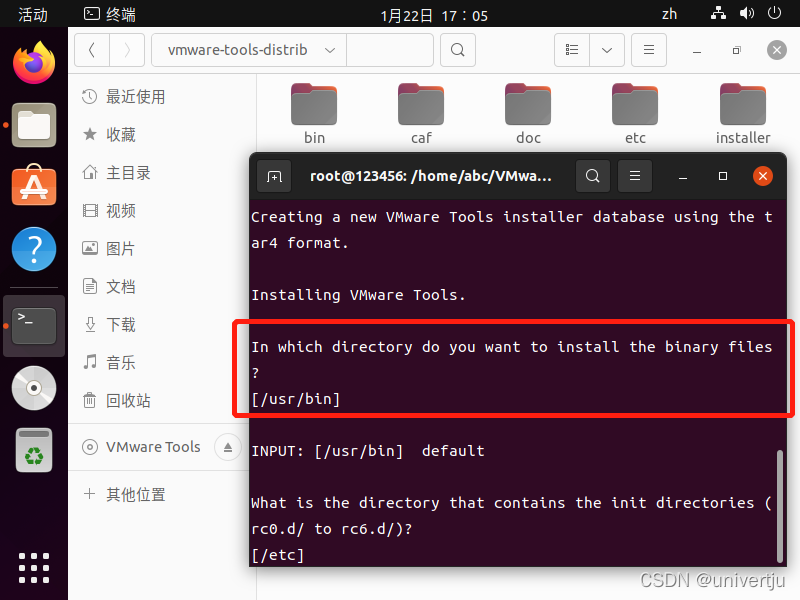 活动 终端 1月22日 17：05 zh
vmware-tools-distrib
最近使用
收藏
主目录
视频
图片
文档
下载
音乐
回收站
VMware Tools
其他位置
bin caf doc etc installer
root@123456: /home/abc/VMwa...
Creating a new VMware Tools installer database using the t
ar4 format.
Installing VMware Tools.
In which directory do you want to install the binary files
?
[/usr/bin]
INPUT: [/usr/bin]  default
What is the directory that contains the init directories (
rc0.d/ to rc6.d/)?
[/etc]
CSDN @univertju